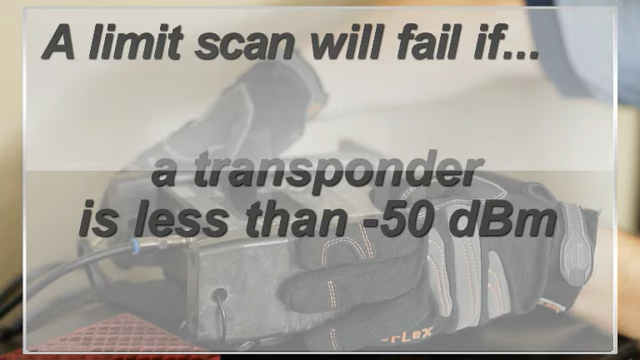 A limit scan will fail if...
a transponder
is less than -50 dBm